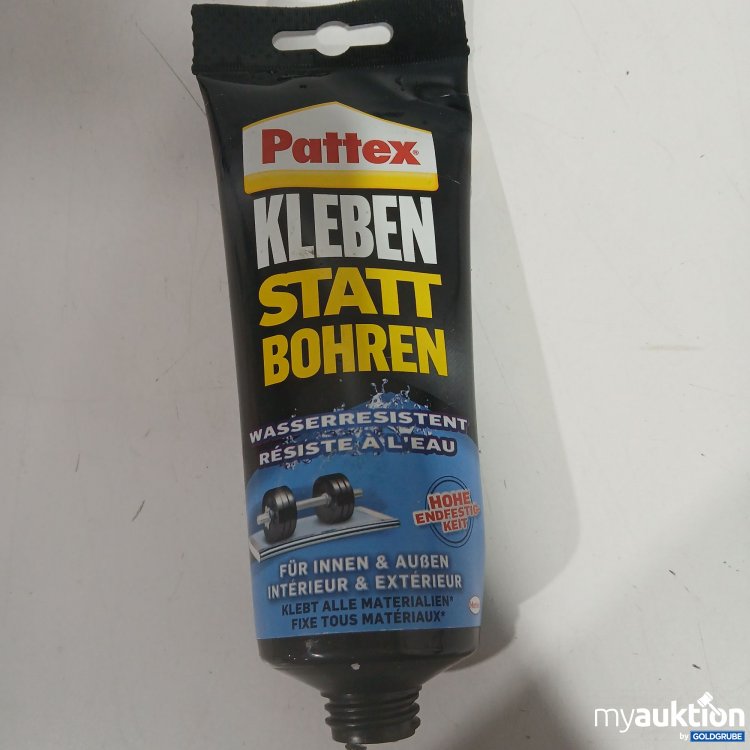 Pattex®
KLEBEN
STATT
BOHREN
WASSERRESISTENT
RÉSISTE À L'EAU
HOHE
ENDFESTIG-
KEIT
FÜR INNEN & AUßEN
INTÉRIEUR & EXTÉRIEUR
KLEBT ALLE MATERIALIEN*
FIXE TOUS MATÉRIAUX*
Henkel
myauktion
by GOLDGRUBE